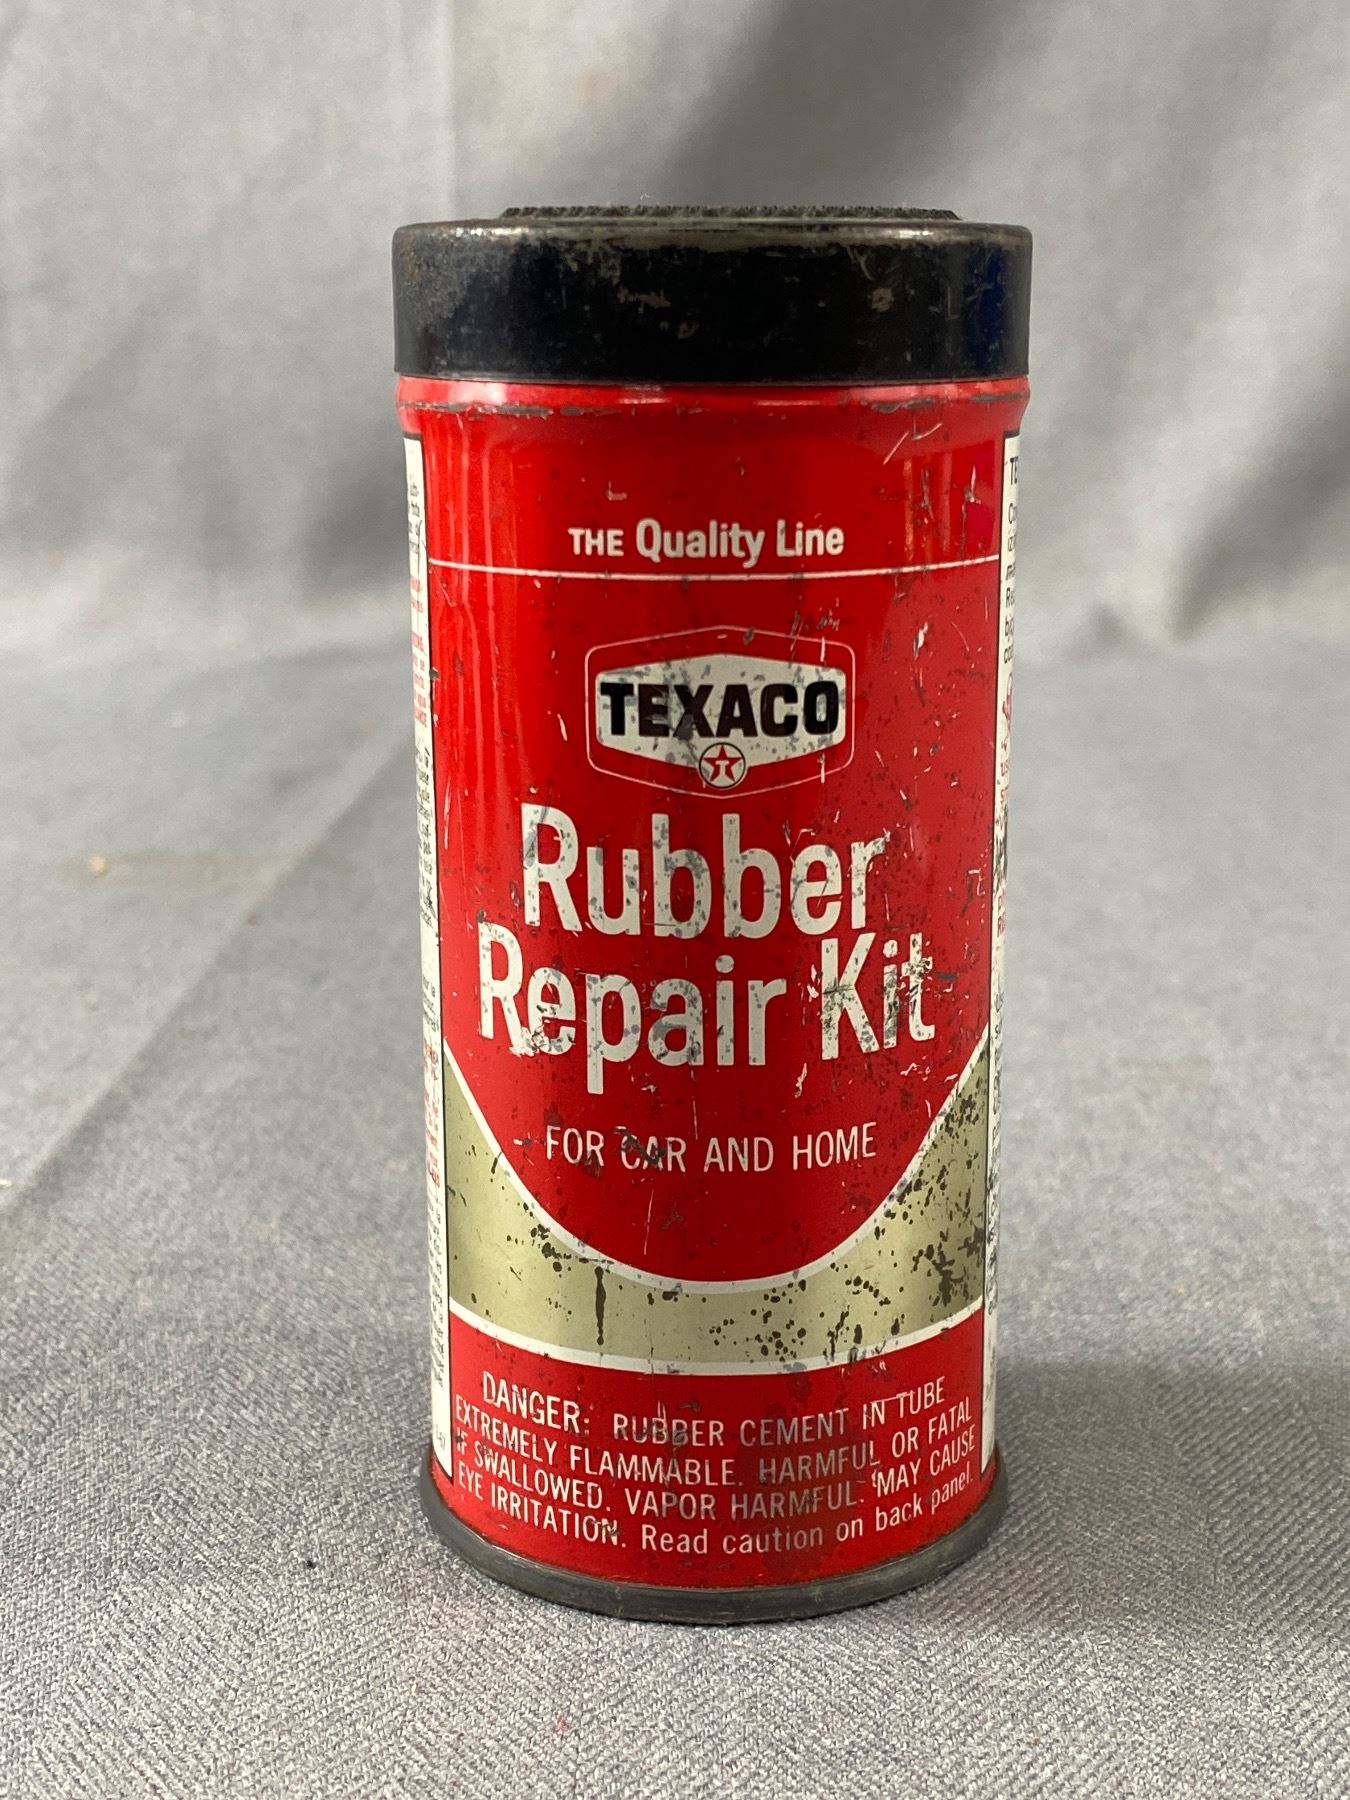 THE Quality Line
TEXACO
T
Rubber
Repair Kit
FOR CAR AND HOME
DANGER: RUBBER CEMENT IN TUBE
EXTREMELY FLAMMABLE. HARMFUL OR FATAL
IF SWALLOWED. VAPOR HARMFUL. MAY CAUSE
EYE IRRITATION. Read caution on back panel.